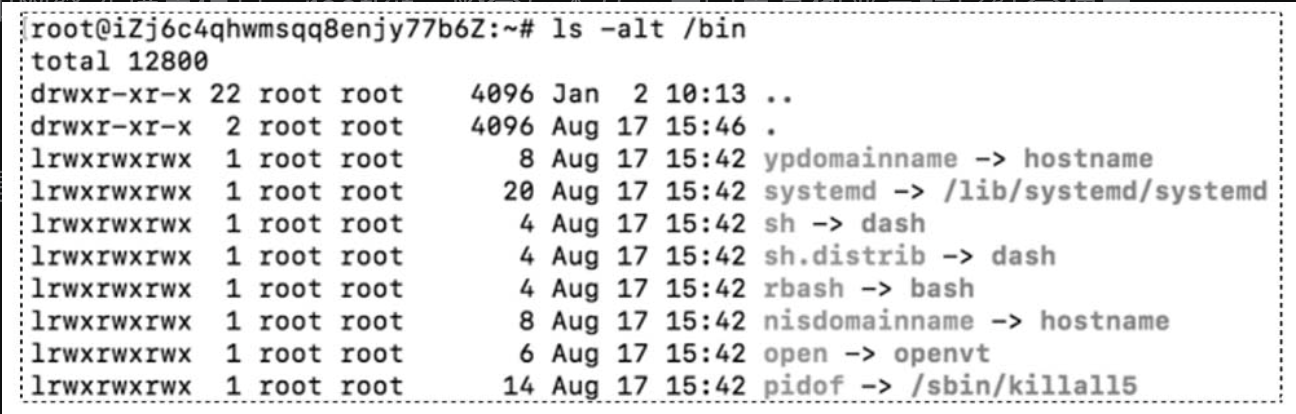 root@iZj6c4qhwmsqq8enjy77b6Z:~# ls -alt /bin
total 12800
drwxr-xr-x 22 root root    4096 Jan  2 10:13 ..
drwxr-xr-x  2 root root    4096 Aug 17 15:46 .
lrwxrwxrwx  1 root root       8 Aug 17 15:42 ypdomainname -> hostname
lrwxrwxrwx  1 root root      20 Aug 17 15:42 systemd -> /lib/systemd/systemd
lrwxrwxrwx  1 root root       4 Aug 17 15:42 sh -> dash
lrwxrwxrwx  1 root root       4 Aug 17 15:42 sh.distrib -> dash
lrwxrwxrwx  1 root root       4 Aug 17 15:42 rbash -> bash
lrwxrwxrwx  1 root root       8 Aug 17 15:42 nisdomainname -> hostname
lrwxrwxrwx  1 root root       6 Aug 17 15:42 open -> openvt
lrwxrwxrwx  1 root root      14 Aug 17 15:42 pidof -> /sbin/killall5